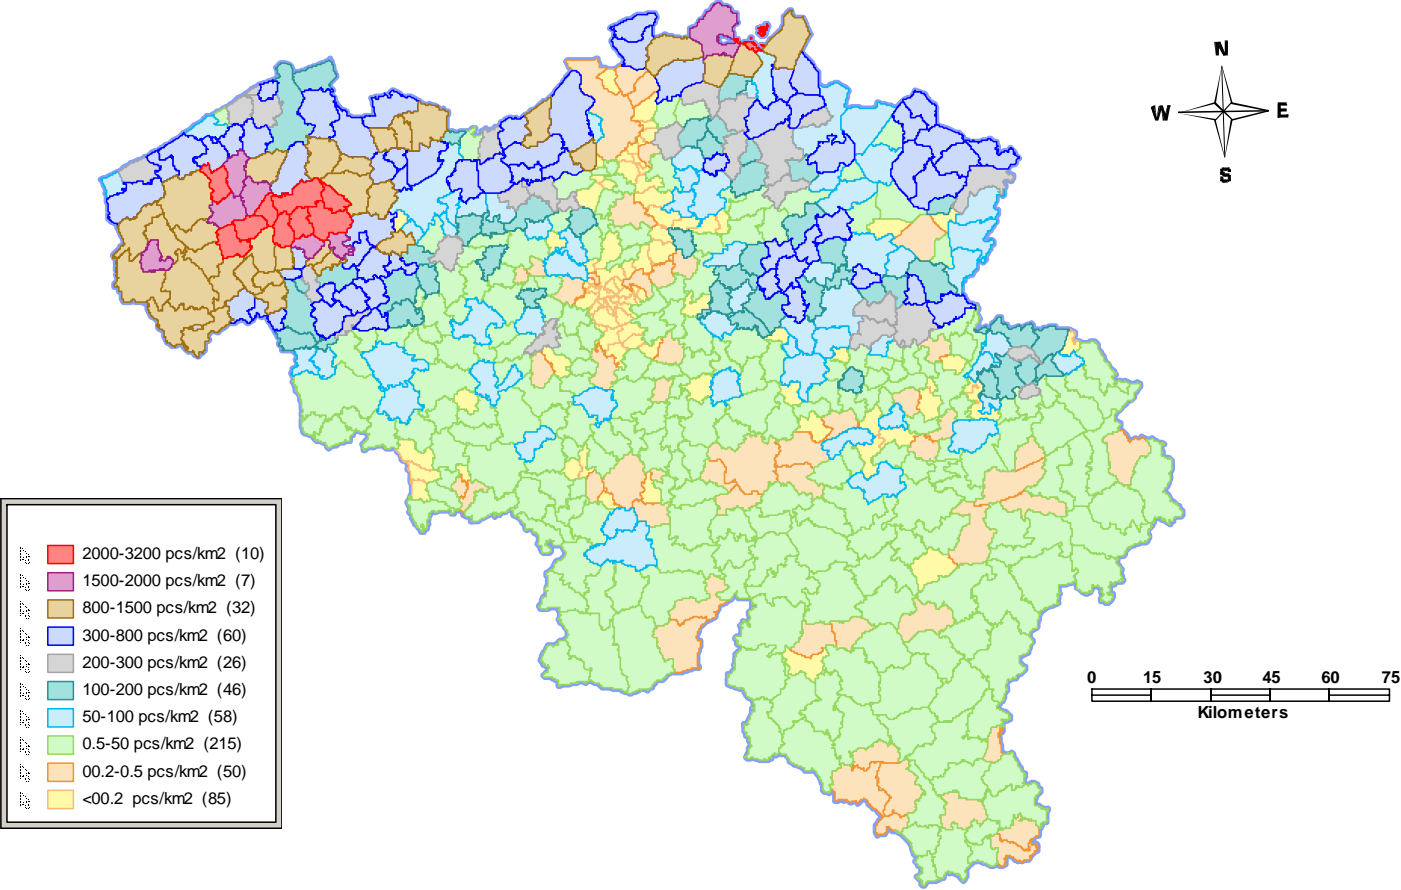 N
W E
S
2000-3200 pcs/km2 (10)
1500-2000 pcs/km2 (7)
800-1500 pcs/km2 (32)
300-800 pcs/km2 (60)
200-300 pcs/km2 (26)
100-200 pcs/km2 (46)
50-100 pcs/km2 (58)
0.5-50 pcs/km2 (215)
00.2-0.5 pcs/km2 (50)
<00.2 pcs/km2 (85)
0 15 30 45 60 75
Kilometers